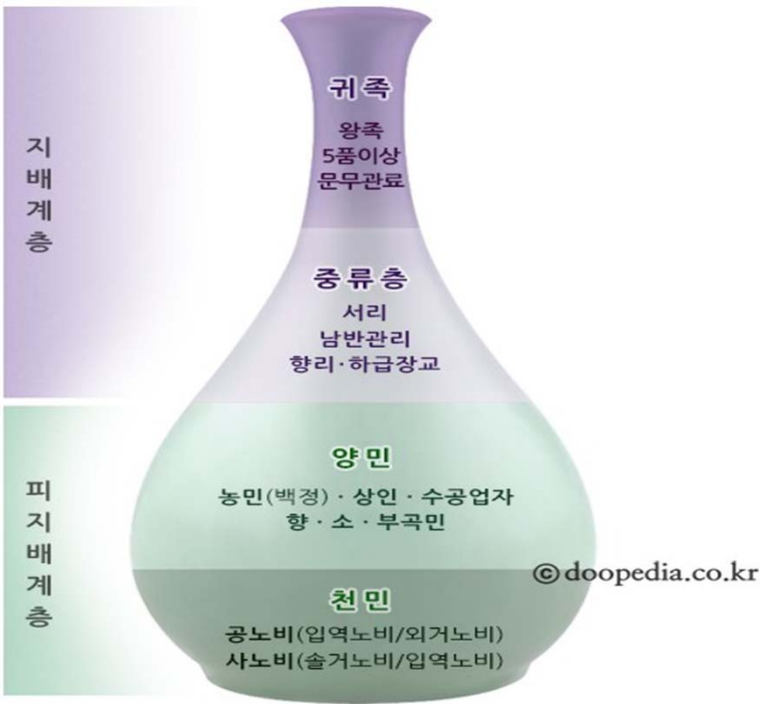 지배계층
귀족
왕족
5품이상
문무관료
중류층
서리
남반관리
향리·하급장교
피지배계층
양민
농민(백정)·상인·수공업자
향·소·부곡민
천민
공노비(입역노비/외거노비)
사노비(솔거노비/입역노비)
©doopedia.co.kr